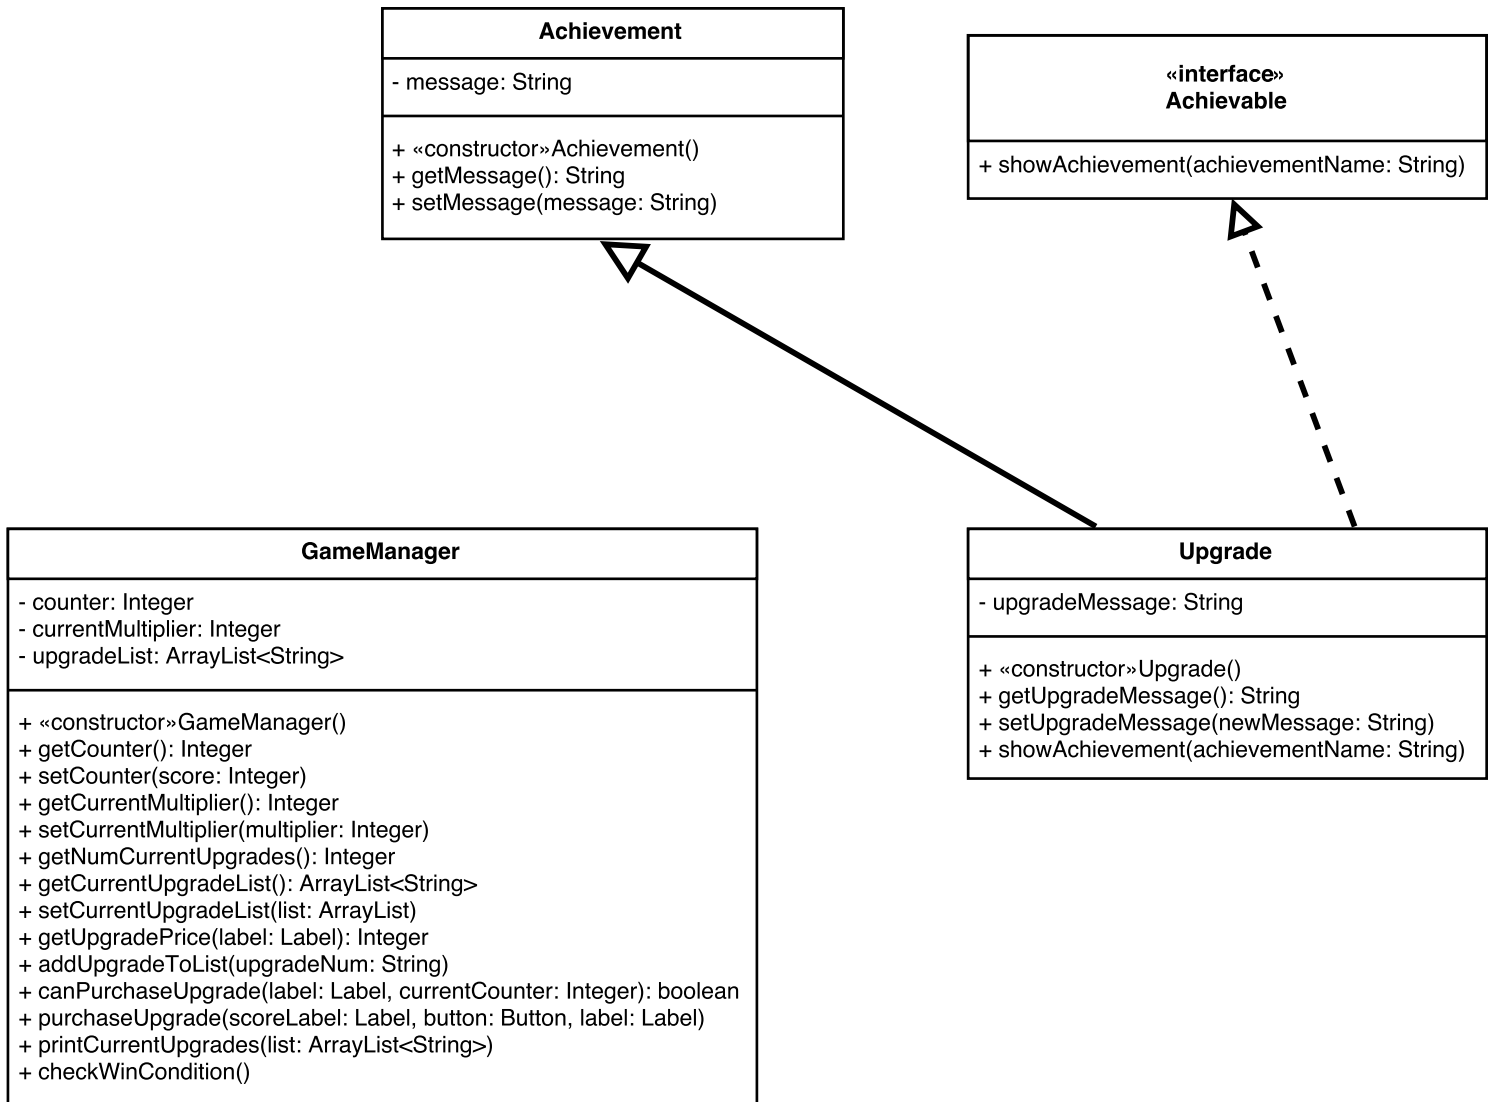 Achievement
- message: String
+ «constructor»Achievement()
+ getMessage(): String
+ setMessage(message: String)
«interface»
Achievable
+ showAchievement(achievementName: String)
GameManager
- counter: Integer
- currentMultiplier: Integer
- upgradeList: ArrayList<String>
+ «constructor»GameManager()
+ getCounter(): Integer
+ setCounter(score: Integer)
+ getCurrentMultiplier(): Integer
+ setCurrentMultiplier(multiplier: Integer)
+ getNumCurrentUpgrades(): Integer
+ getCurrentUpgradeList(): ArrayList<String>
+ setCurrentUpgradeList(list: ArrayList)
+ getUpgradePrice(label: Label): Integer
+ addUpgradeToList(upgradeNum: String)
+ canPurchaseUpgrade(label: Label, currentCounter: Integer): boolean
+ purchaseUpgrade(scoreLabel: Label, button: Button, label: Label)
+ printCurrentUpgrades(list: ArrayList<String>)
+ checkWinCondition()
Upgrade
- upgradeMessage: String
+ «constructor»Upgrade()
+ getUpgradeMessage(): String
+ setUpgradeMessage(newMessage: String)
+ showAchievement(achievementName: String)